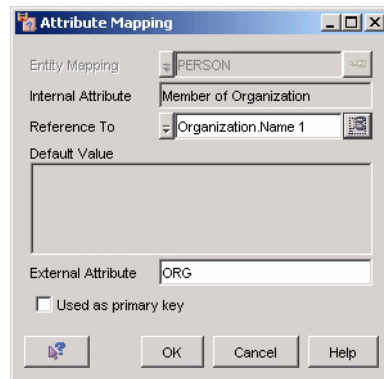 Attribute Mapping
Entity Mapping PERSON
Internal Attribute Member of Organization
Reference To Organization.Name 1
Default Value
External Attribute ORG
Used as primary key
OK Cancel Help